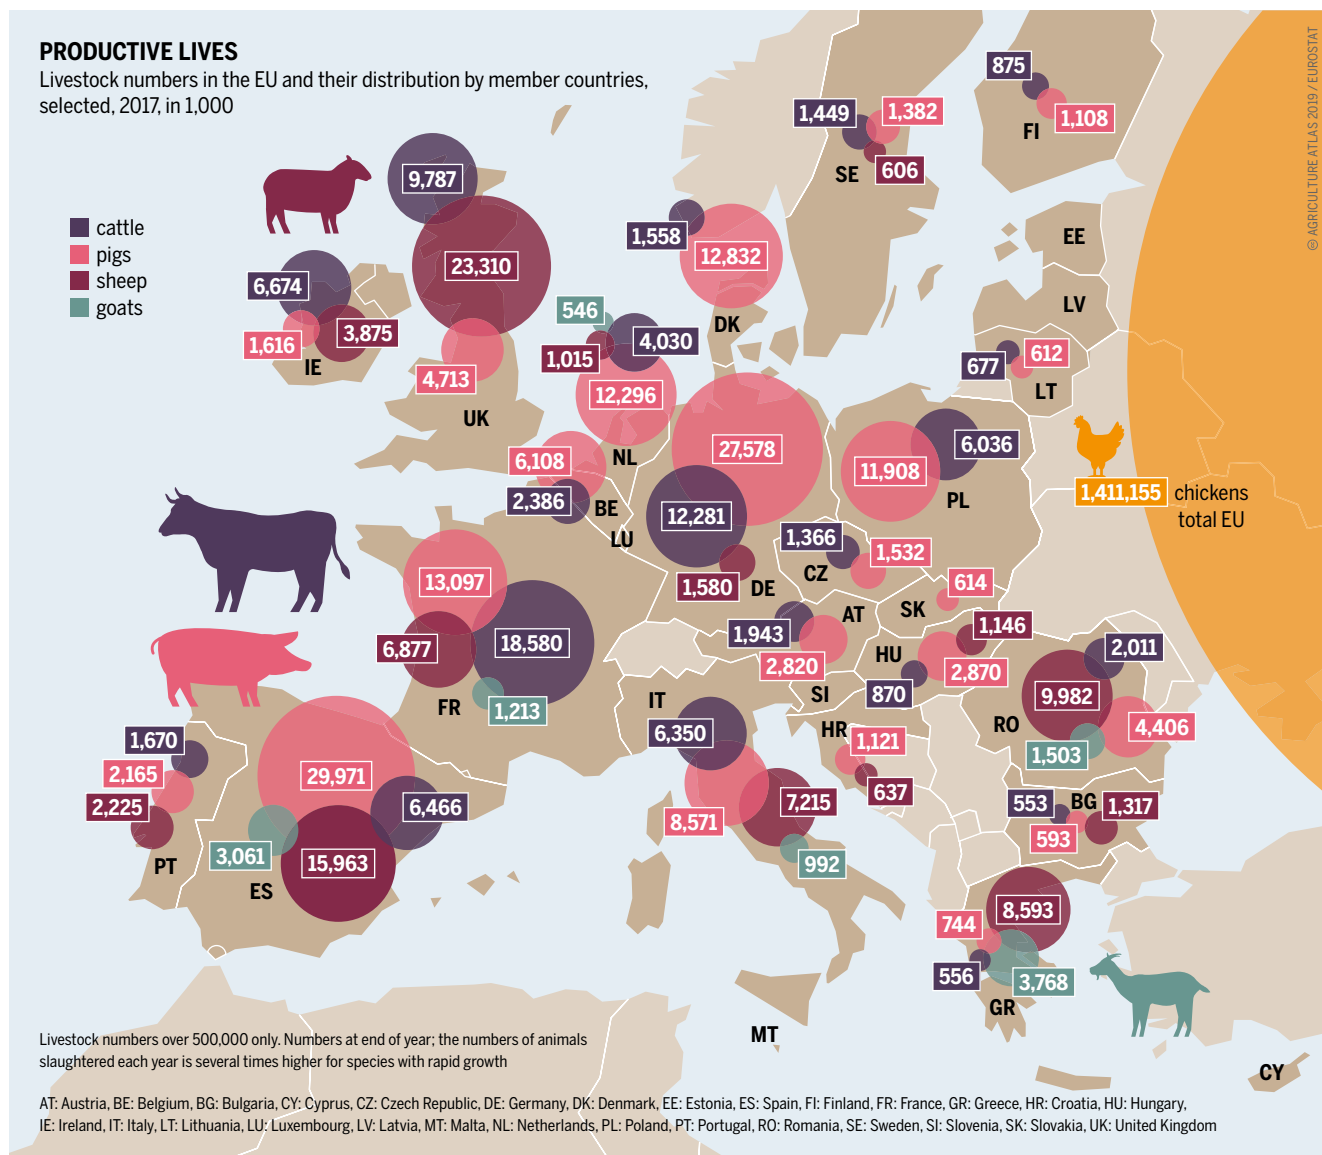 PRODUCTIVE LIVES
Livestock numbers in the EU and their distribution by member countries,
selected, 2017, in 1,000
© AGRICULTURE ATLAS 2019 / EUROSTAT
cattle
pigs
sheep
goats
875
1,108
FI
1,449
1,382
606
SE
9,787
23,310
4,713
UK
6,674
1,616
3,875
IE
1,558
12,832
DK
546
4,030
1,015
12,296
NL
EE
LV
677
612
LT
6,108
2,386
BE
LU
27,578
12,281
1,580
DE
11,908
6,036
PL
1,411,155 chickens
total EU
1,366
1,532
CZ
614
SK
13,097
18,580
6,877
1,213
FR
1,943
2,820
AT
1,146
2,870
870
HU
SI
2,011
9,982
4,406
1,503
RO
IT
6,350
8,571
7,215
992
HR
1,121
637
1,670
2,165
2,225
PT
29,971
6,466
3,061
15,963
ES
553
BG
1,317
593
8,593
744
556
3,768
GR
MT
CY
Livestock numbers over 500,000 only. Numbers at end of year; the numbers of animals
slaughtered each year is several times higher for species with rapid growth
AT: Austria, BE: Belgium, BG: Bulgaria, CY: Cyprus, CZ: Czech Republic, DE: Germany, DK: Denmark, EE: Estonia, ES: Spain, FI: Finland, FR: France, GR: Greece, HR: Croatia, HU: Hungary,
IE: Ireland, IT: Italy, LT: Lithuania, LU: Luxembourg, LV: Latvia, MT: Malta, NL: Netherlands, PL: Poland, PT: Portugal, RO: Romania, SE: Sweden, SI: Slovenia, SK: Slovakia, UK: United Kingdom